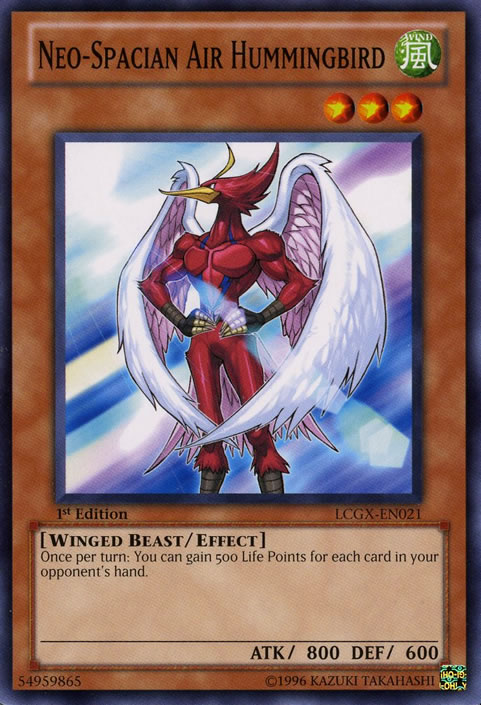 NEO-SPACIAN AIR HUMMINGBIRD
WIND
風
1st Edition
LCGX-EN021
[WINGED BEAST/EFFECT]
Once per turn: You can gain 500 Life Points for each card in your
opponent's hand.
ATK/ 800 DEF/ 600
54959865
©1996 KAZUKI TAKAHASHI